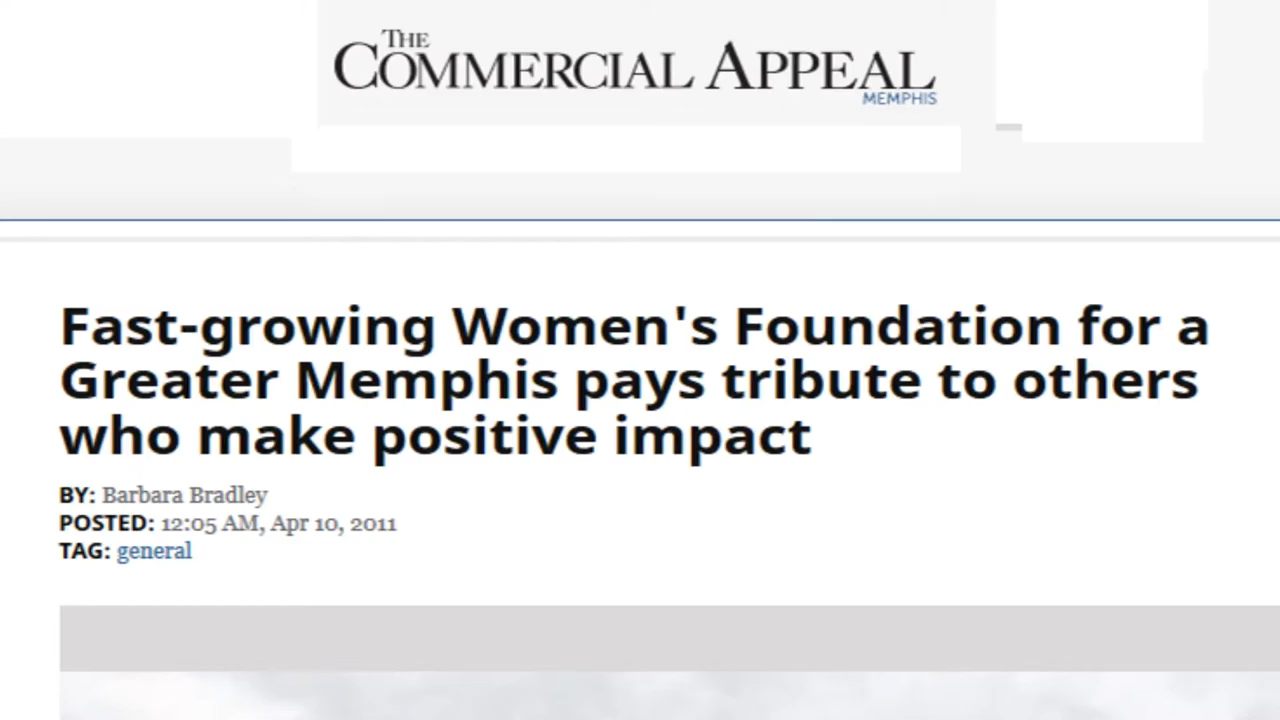 THE
COMMERCIAL APPEAL
MEMPHIS
Fast-growing Women's Foundation for a
Greater Memphis pays tribute to others
who make positive impact
BY: Barbara Bradley
POSTED: 12:05 AM, Apr 10, 2011
TAG: general